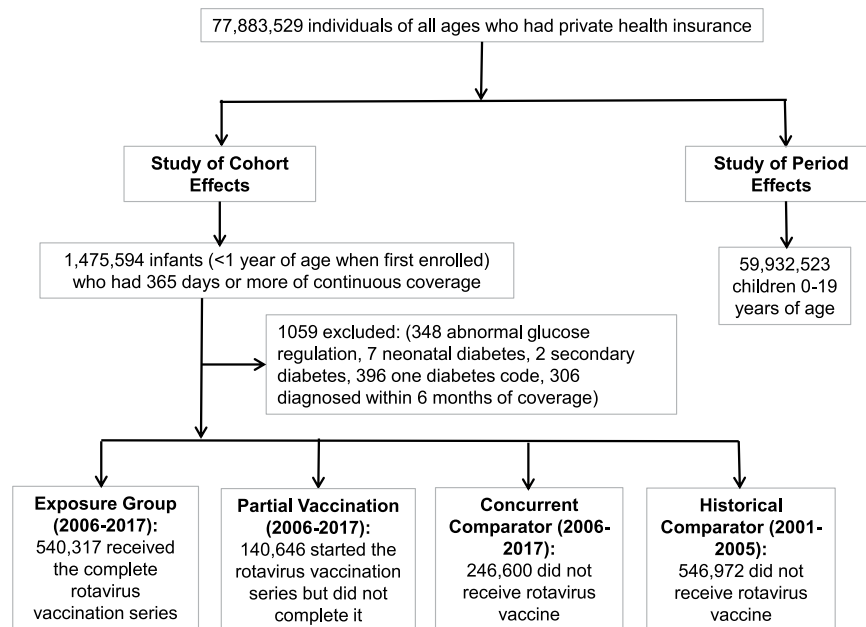 77,883,529 individuals of all ages who had private health insurance
Study of Cohort
Effects
Study of Period
Effects
1,475,594 infants (<1 year of age when first enrolled)
who had 365 days or more of continuous coverage
59,932,523
children 0-19
years of age
1059 excluded: (348 abnormal glucose
regulation, 7 neonatal diabetes, 2 secondary
diabetes, 396 one diabetes code, 306
diagnosed within 6 months of coverage)
Exposure Group
(2006-2017):
540,317 received
the complete
rotavirus
vaccination series
Partial Vaccination
(2006-2017):
140,646 started the
rotavirus vaccination
series but did not
complete it
Concurrent
Comparator (2006-
2017):
246,600 did not
receive rotavirus
vaccine
Historical
Comparator (2001-
2005):
546,972 did not
receive rotavirus
vaccine